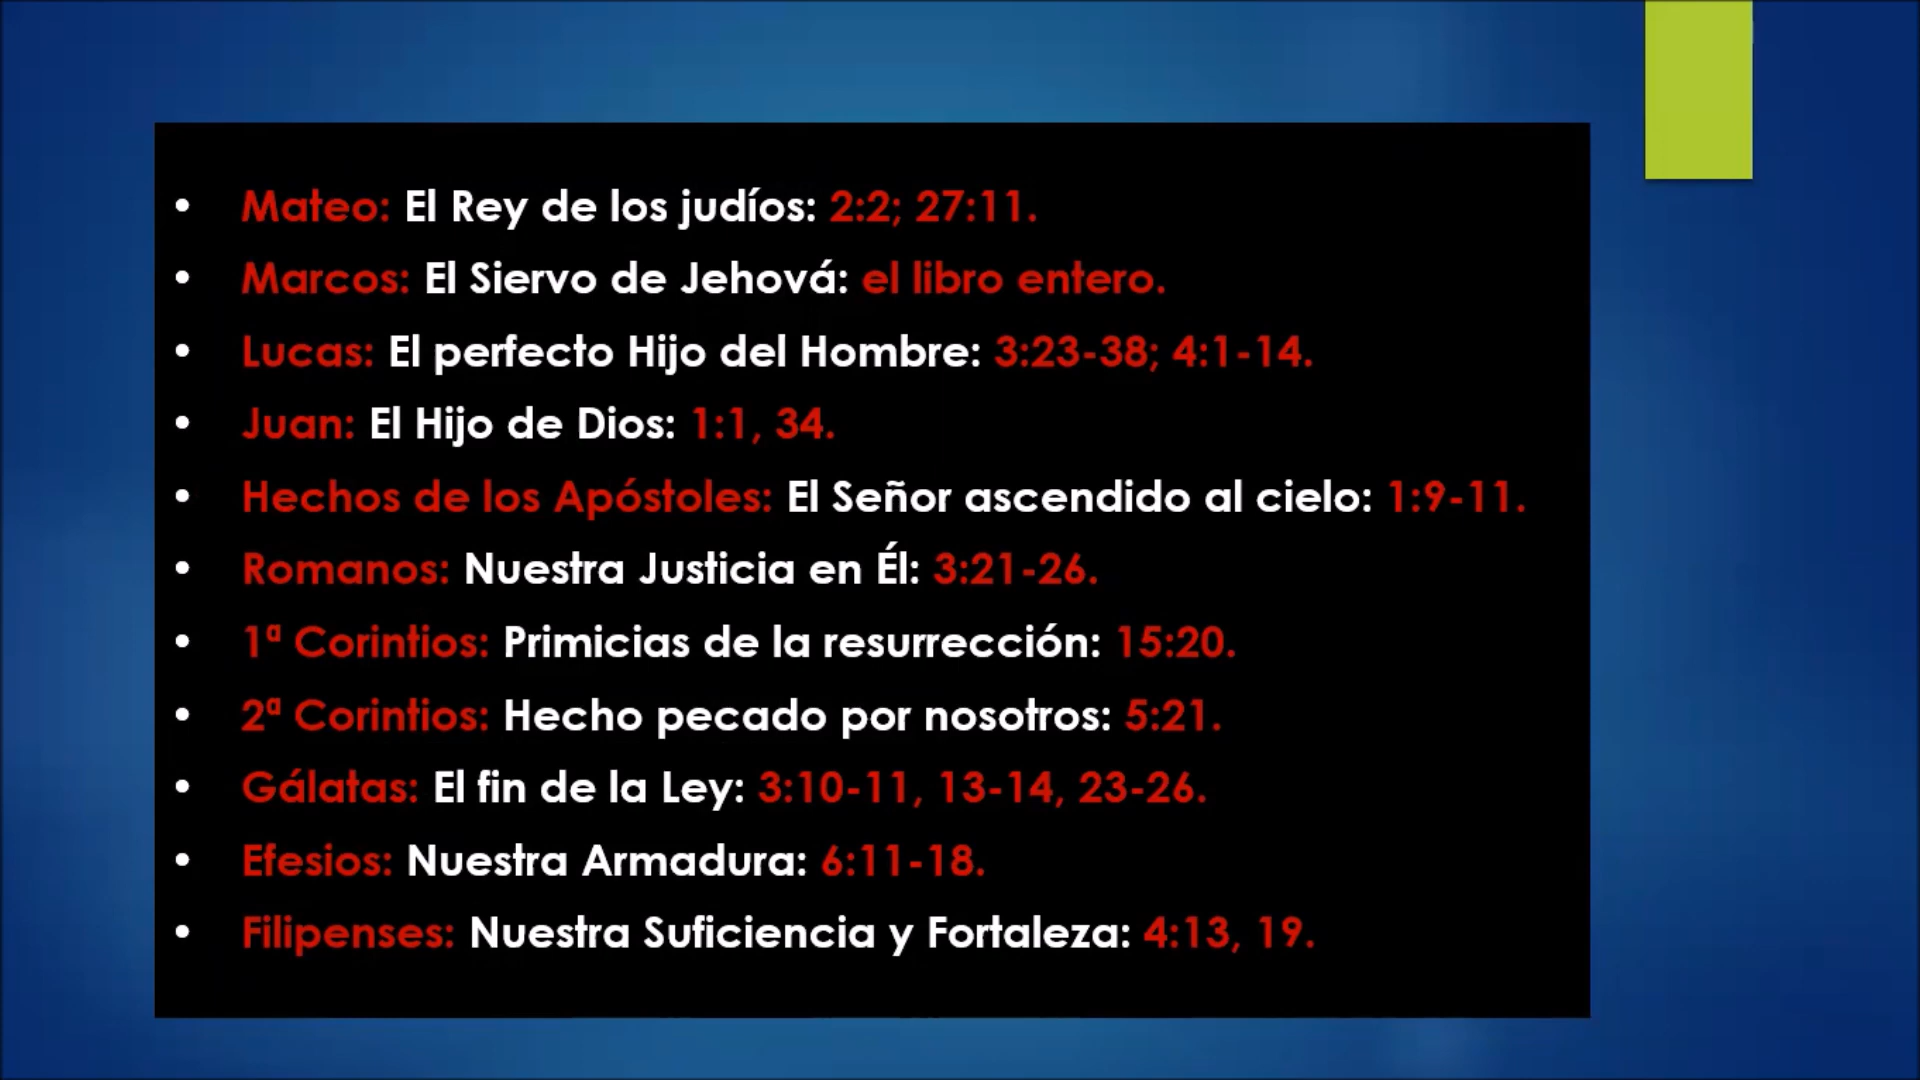 • Mateo: El Rey de los judíos: 2:2; 27:11.
• Marcos: El Siervo de Jehová: el libro entero.
• Lucas: El perfecto Hijo del Hombre: 3:23-38; 4:1-14.
• Juan: El Hijo de Dios: 1:1, 34.
• Hechos de los Apóstoles: El Señor ascendido al cielo: 1:9-11.
• Romanos: Nuestra Justicia en Él: 3:21-26.
• 1ª Corintios: Primicias de la resurrección: 15:20.
• 2ª Corintios: Hecho pecado por nosotros: 5:21.
• Gálatas: El fin de la Ley: 3:10-11, 13-14, 23-26.
• Efesios: Nuestra Armadura: 6:11-18.
• Filipenses: Nuestra Suficiencia y Fortaleza: 4:13, 19.